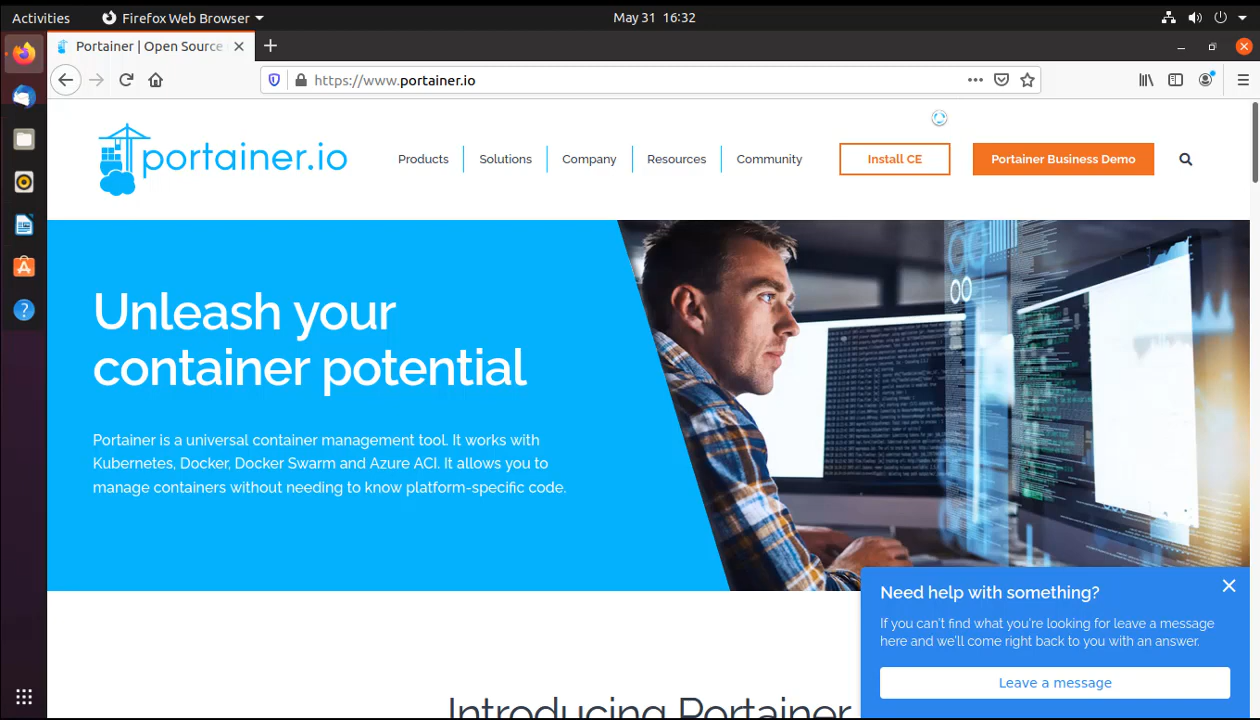 Activities
Firefox Web Browser
May 31 16:32
Portainer | Open Source
https://www.portainer.io
portainer.io
Products
Solutions
Company
Resources
Community
Install CE
Portainer Business Demo
Unleash your
container potential
Portainer is a universal container management tool. It works with
Kubernetes, Docker, Docker Swarm and Azure ACI. It allows you to
manage containers without needing to know platform-specific code.
Need help with something?
If you can't find what you're looking for leave a message
here and we'll come right back to you with an answer.
Leave a message
Introducing Portainer